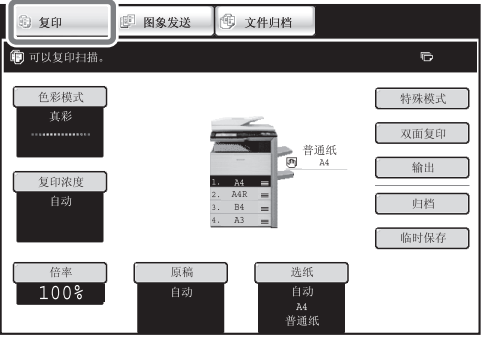 复印
图象发送
文件归档
可以复印扫描。
色彩模式
真彩
复印浓度
自动
倍率
100%
普通纸
A4
1. A4
2. A4R
3. B4
4. A3
原稿
自动
选纸
自动
A4
普通纸
特殊模式
双面复印
输出
归档
临时保存